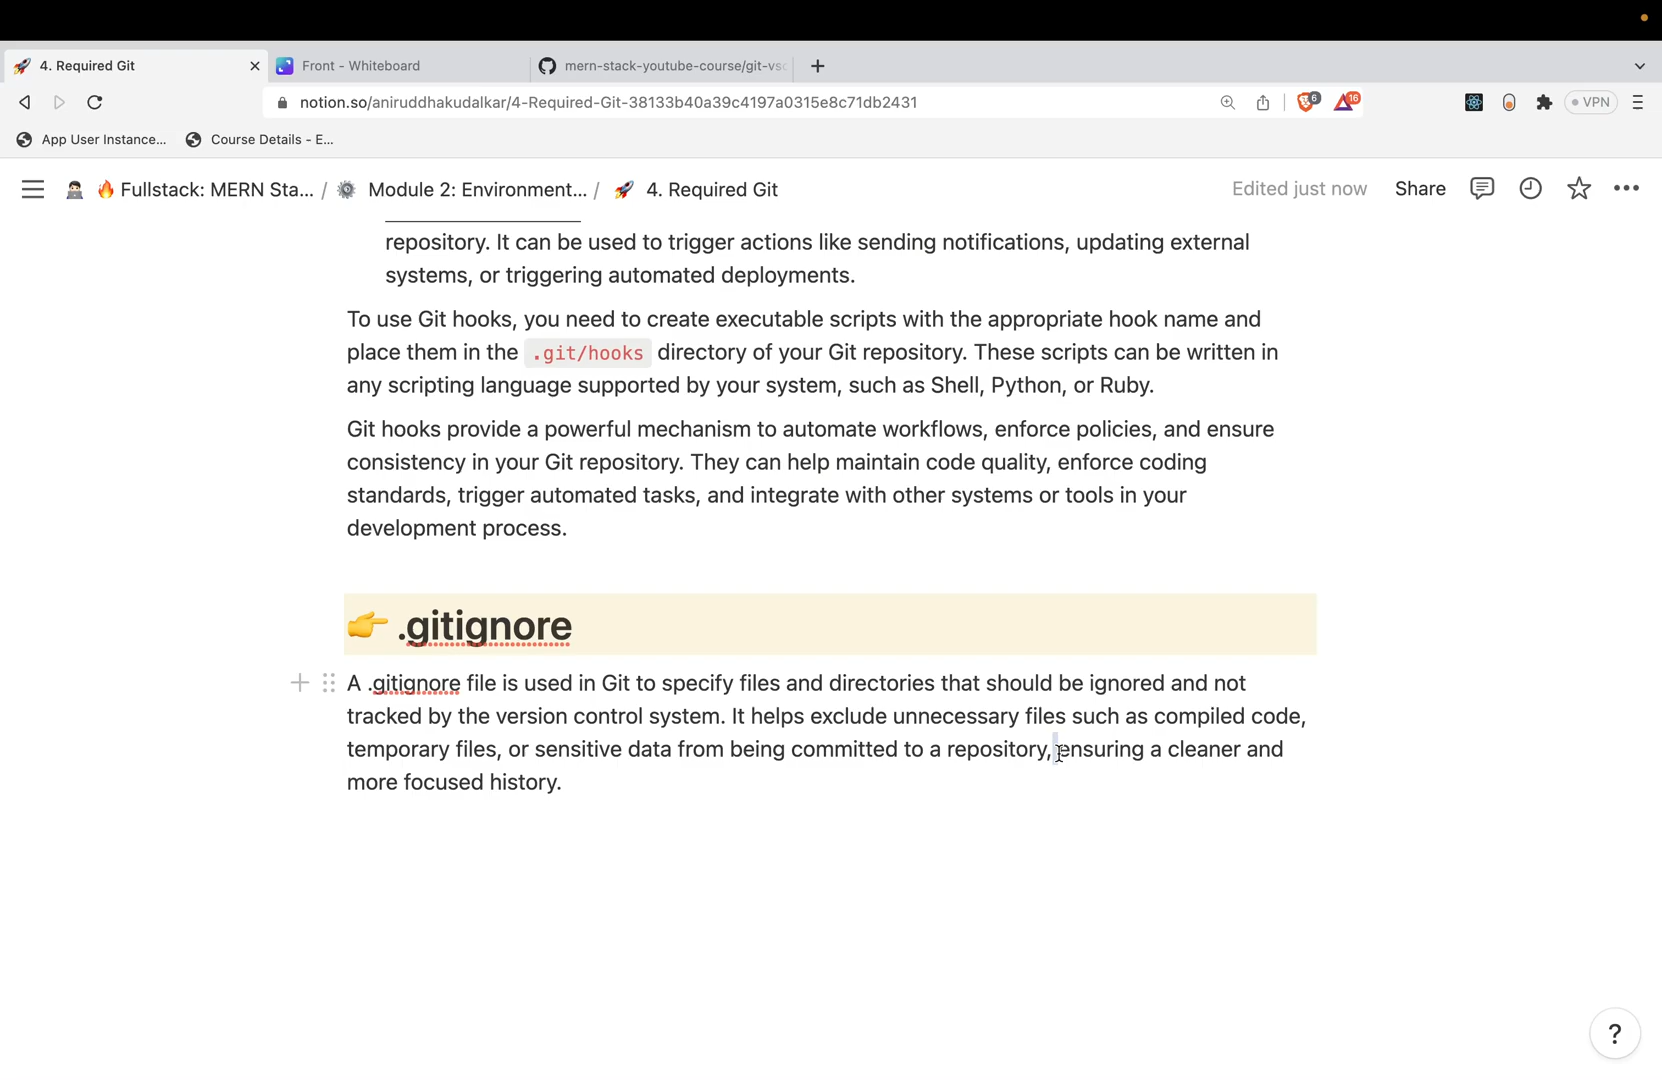 4. Required Git
Front - Whiteboard
mern-stack-youtube-course/git-vs
notion.so/aniruddhakudalkar/4-Required-Git-38133b40a39c4197a0315e8c71db2431
6
16
VPN
App User Instance...
Course Details - E...
🔥 Fullstack: MERN Sta... / Module 2: Environment... / 🚀 4. Required Git
Edited just now
Share
repository. It can be used to trigger actions like sending notifications, updating external
systems, or triggering automated deployments.
To use Git hooks, you need to create executable scripts with the appropriate hook name and
place them in the .git/hooks directory of your Git repository. These scripts can be written in
any scripting language supported by your system, such as Shell, Python, or Ruby.
Git hooks provide a powerful mechanism to automate workflows, enforce policies, and ensure
consistency in your Git repository. They can help maintain code quality, enforce coding
standards, trigger automated tasks, and integrate with other systems or tools in your
development process.
👉 .gitignore
A .gitignore file is used in Git to specify files and directories that should be ignored and not
tracked by the version control system. It helps exclude unnecessary files such as compiled code,
temporary files, or sensitive data from being committed to a repository, ensuring a cleaner and
more focused history.
?